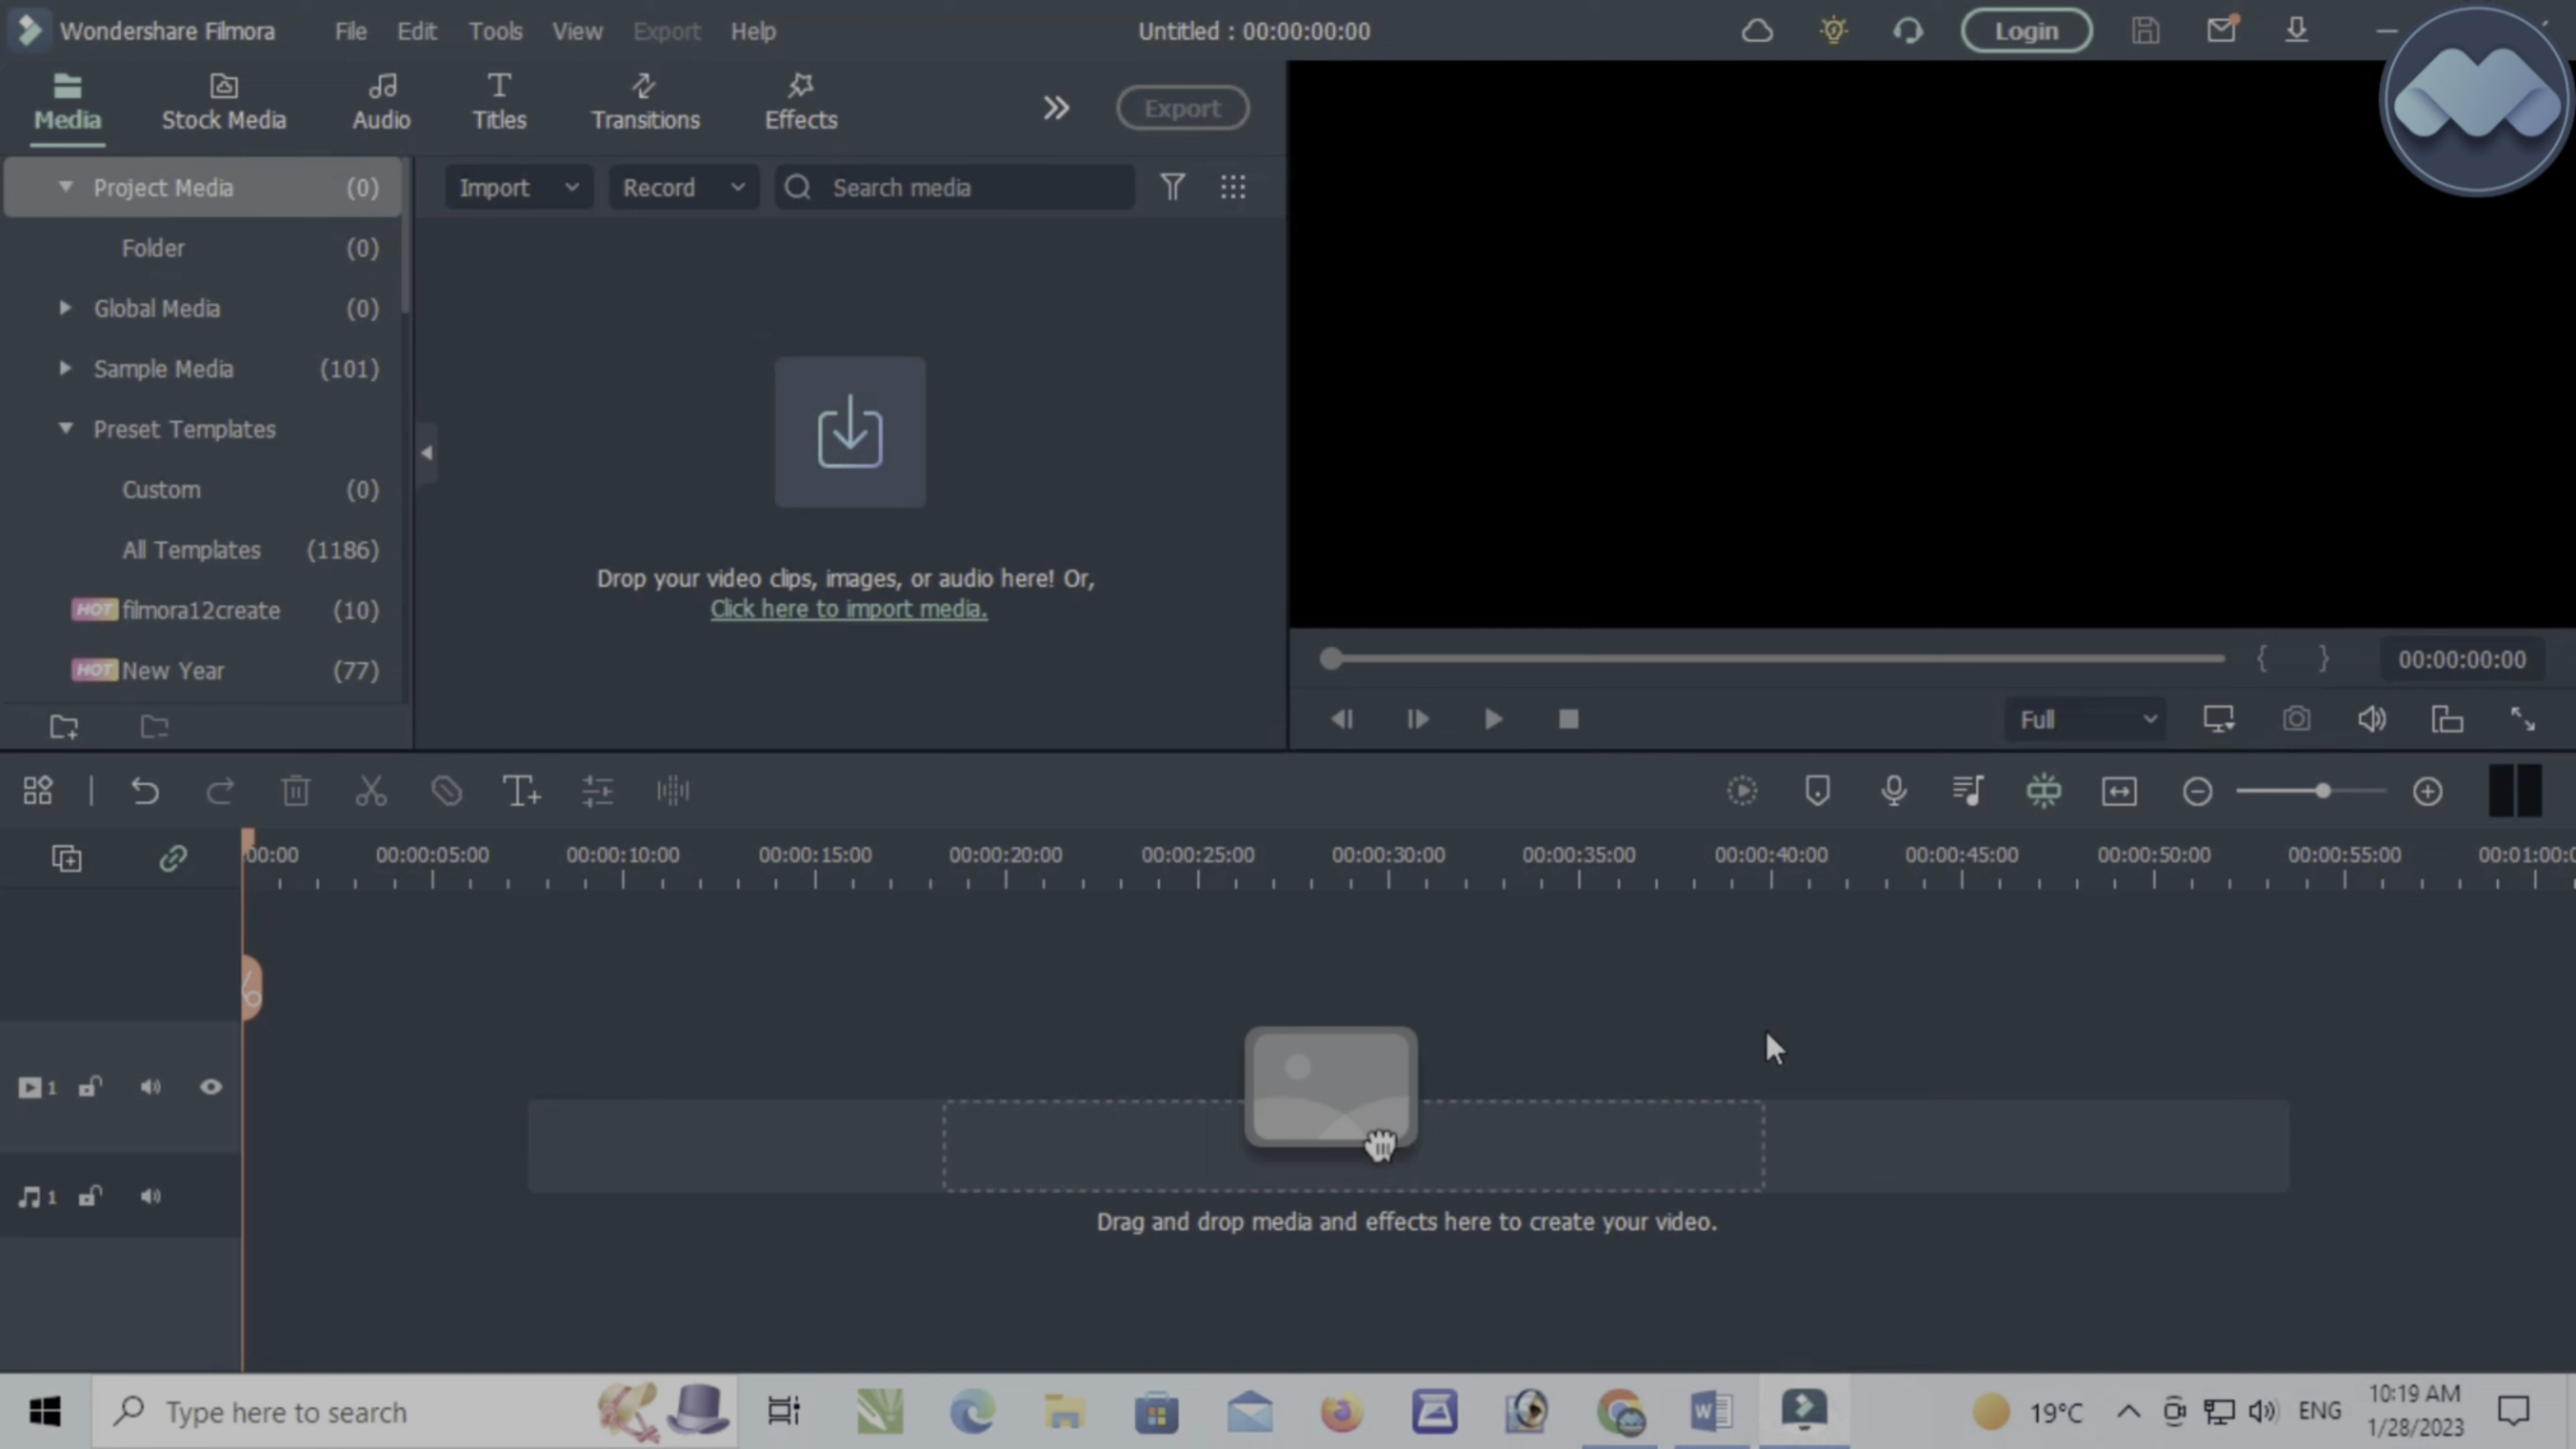 Wondershare Filmora File Edit Tools View Export Help Untitled : 00:00:00:00 Login
Media Stock Media Audio Titles Transitions Effects Export
Project Media (0) Import Record Search media
Folder (0)
Global Media (0)
Sample Media (101)
Preset Templates
Custom (0)
All Templates (1186)
HOT filmora12create (10)
HOT New Year (77)
Drop your video clips, images, or audio here! Or,
Click here to import media.
{ } 00:00:00:00
Full
00:00 00:00:05:00 00:00:10:00 00:00:15:00 00:00:20:00 00:00:25:00 00:00:30:00 00:00:35:00 00:00:40:00 00:00:45:00 00:00:50:00 00:00:55:00 00:01:00:0
1
1
Drag and drop media and effects here to create your video.
Type here to search 19°C ENG 10:19 AM
1/28/2023